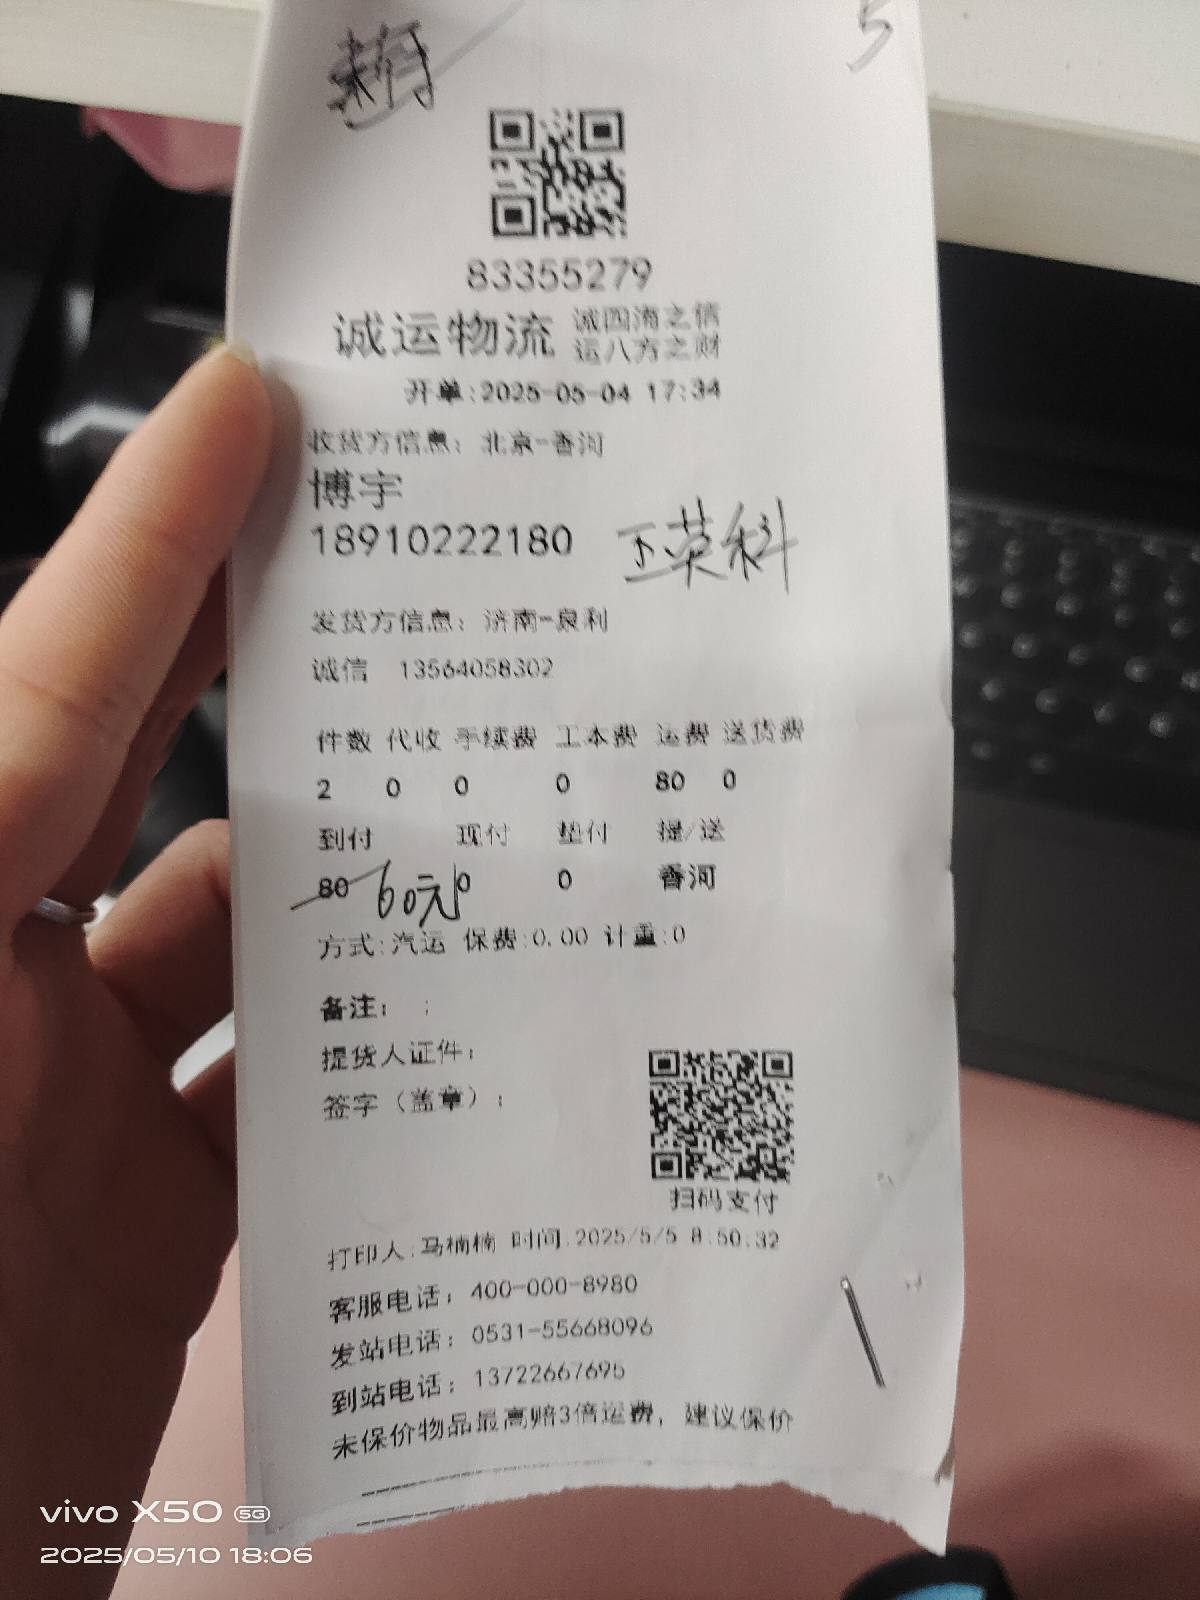 未付
5
83355279
诚运物流 诚四海之信
运八方之财
开单:2025-05-04 17:34
收货方信息：北京-香河
博宇
18910222180 王英科
发货方信息：济南-良利
诚信 13564058302
件数 代收 手续费 工本费 运费 送货费
2 0 0 0 80 0
到付 现付 垫付 提/送
80 60元 0 0 香河
方式:汽运 保费:0.00 计重:0
备注： ;
提货人证件：
签字（盖章）：
扫码支付
打印人:马楠楠 时间:2025/5/5 8:50:32
客服电话：400-000-8980
发站电话：0531-55668096
到站电话：13722667695
未保价物品最高赔3倍运费，建议保价
vivo X50 5G
2025/05/10 18:06